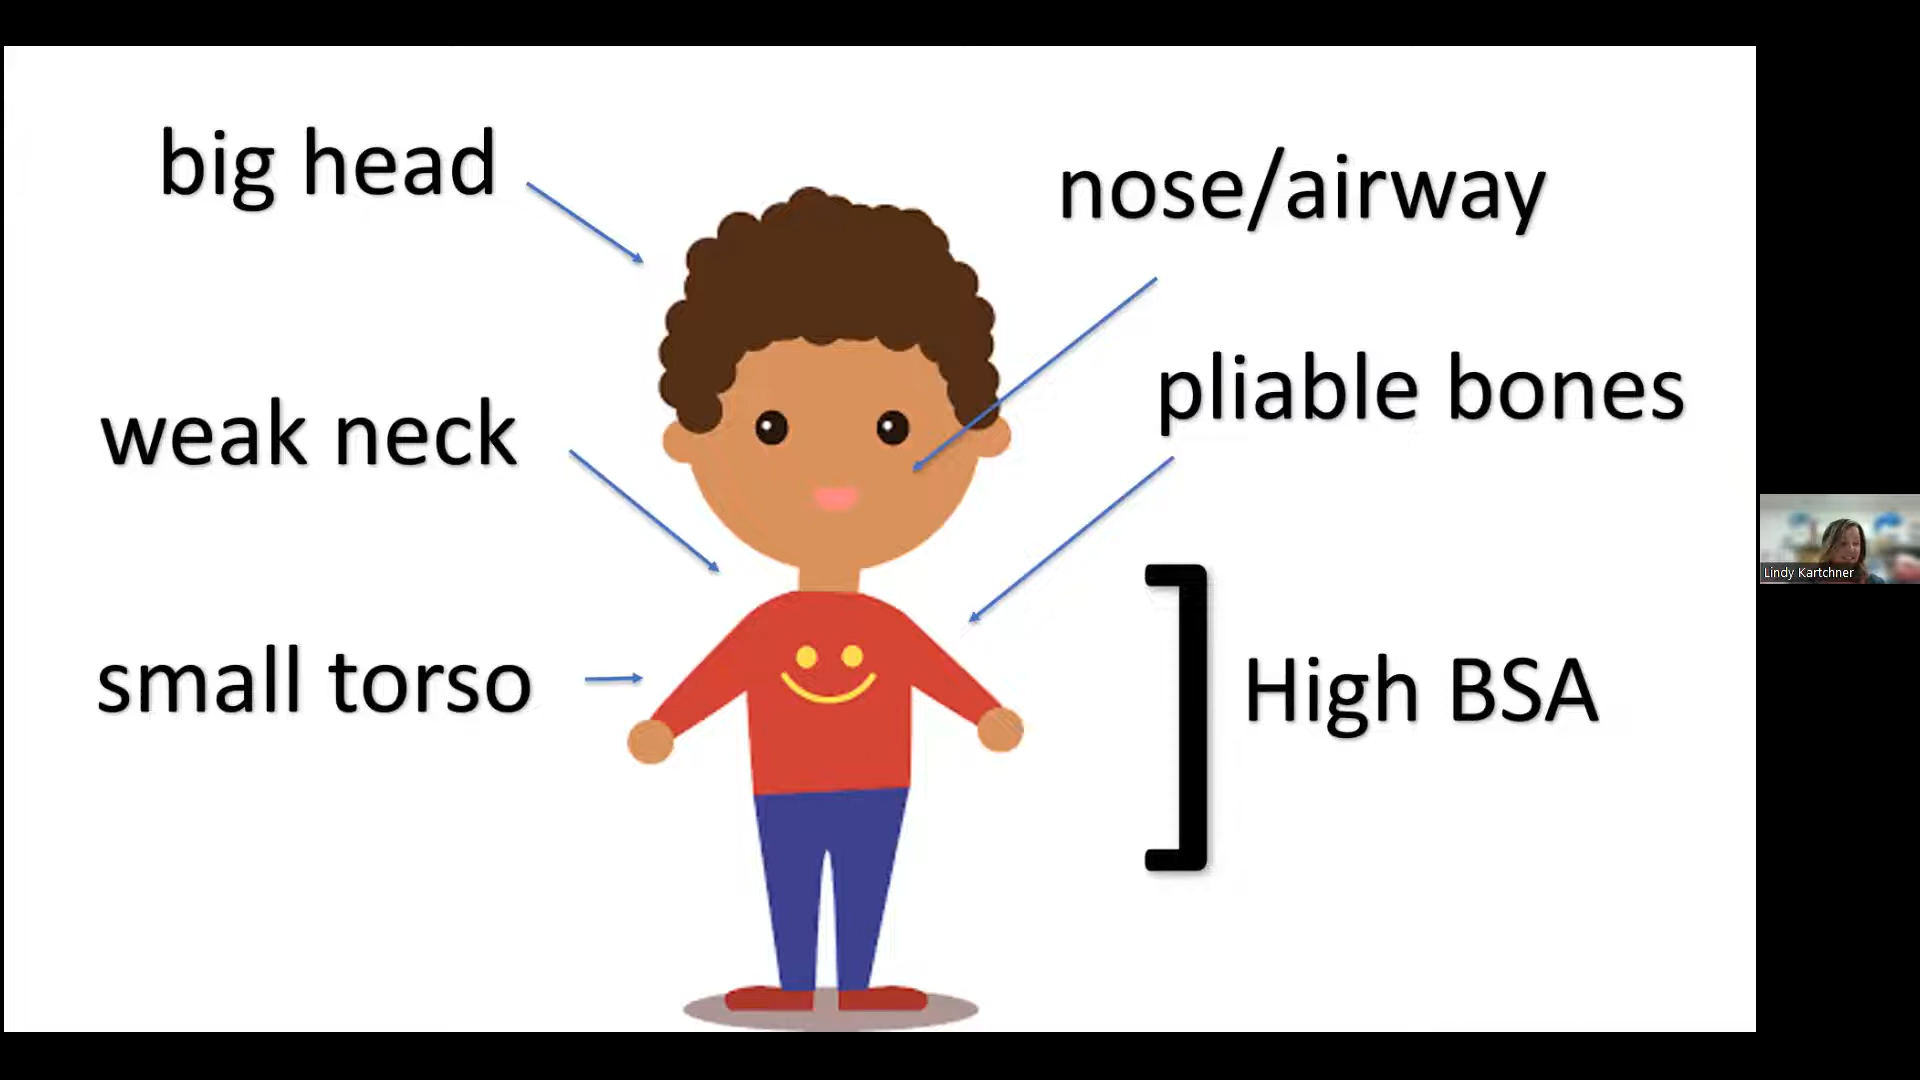 big head
nose/airway
pliable bones
weak neck
small torso
High BSA
Lindy Kartchner